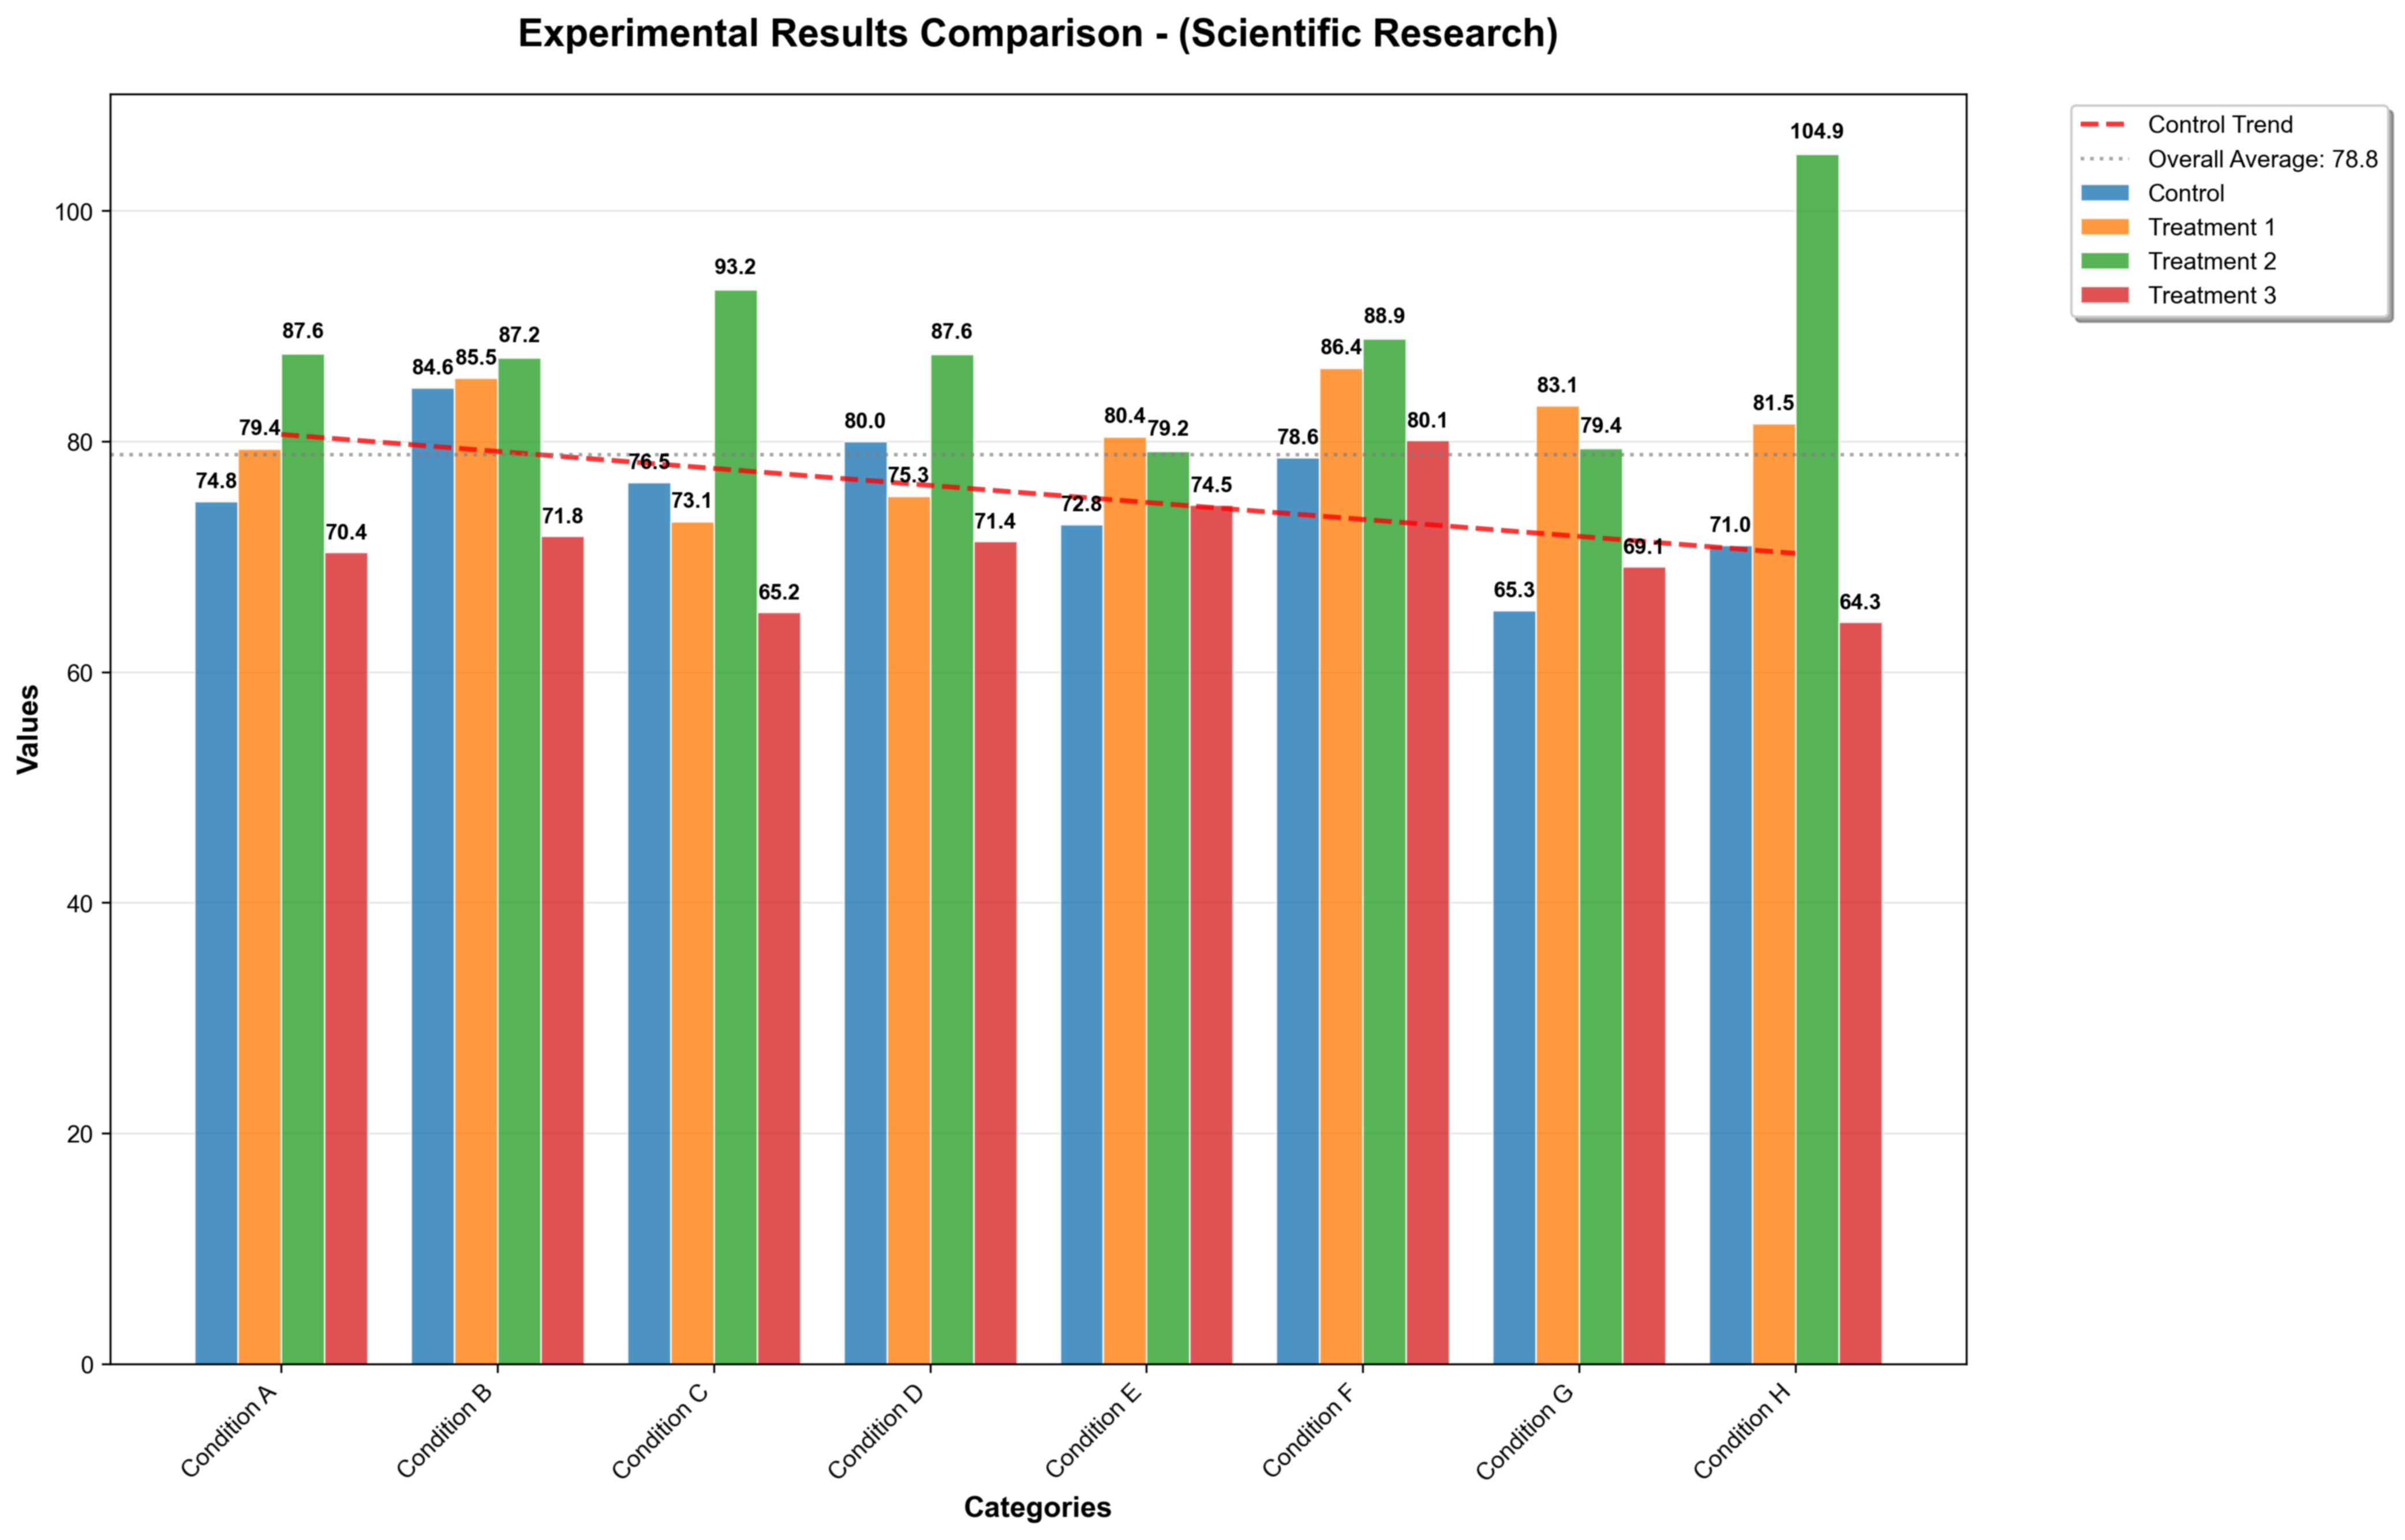 Experimental Results Comparison - (Scientific Research)
Control Trend
Overall Average: 78.8
Control
Treatment 1
Treatment 2
Treatment 3
Values
100
80
60
40
20
0
74.8
79.4
87.6
70.4
84.6
85.5
87.2
71.8
76.5
73.1
93.2
65.2
80.0
75.3
87.6
71.4
72.8
80.4
79.2
74.5
78.6
86.4
88.9
80.1
65.3
83.1
79.4
69.1
71.0
81.5
104.9
64.3
Condition A
Condition B
Condition C
Condition D
Condition E
Condition F
Condition G
Condition H
Categories